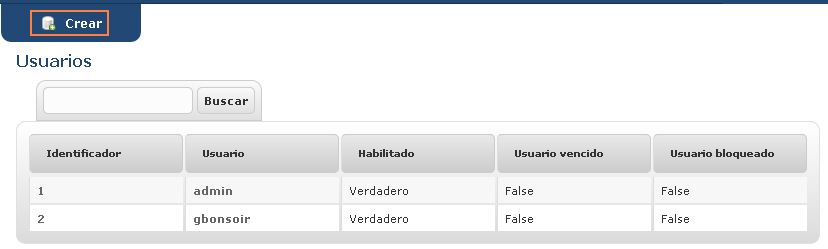 Crear
Usuarios
Buscar
Identificador Usuario Habilitado Usuario vencido Usuario bloqueado
1 admin Verdadero False False
2 gbonsoir Verdadero False False